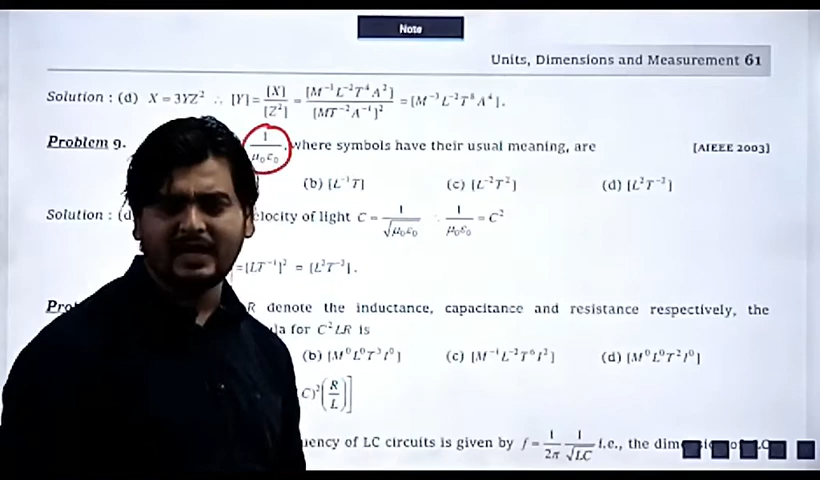 Note
Units, Dimensions and Measurement 61
Solution : (d) X = 3YZ² ∴ [Y] = [X]/[Z²] = [M⁻¹L⁻²T⁴A²]/[MT⁻²A⁻¹]² = [M⁻³L⁻²T⁸A⁴].
Problem 9. 1/μ₀ε₀, where symbols have their usual meaning, are [AIEEE 2003]
(b) [L⁻¹T] (c) [L⁻²T²] (d) [L²T⁻²]
Solution : (d locity of light C = 1/√μ₀ε₀ ∴ 1/μ₀ε₀ = C²
= [LT⁻¹]² = [L²T⁻²].
R denote the inductance, capacitance and resistance respectively, the
for C²LR is
(b) [M⁰L⁰T³I⁰] (c) [M⁻¹L⁻²T⁶I²] (d) [M⁰L⁰T²I⁰]
C)² (R/L)]
uency of LC circuits is given by f = 1/2π 1/√LC i.e., the dim